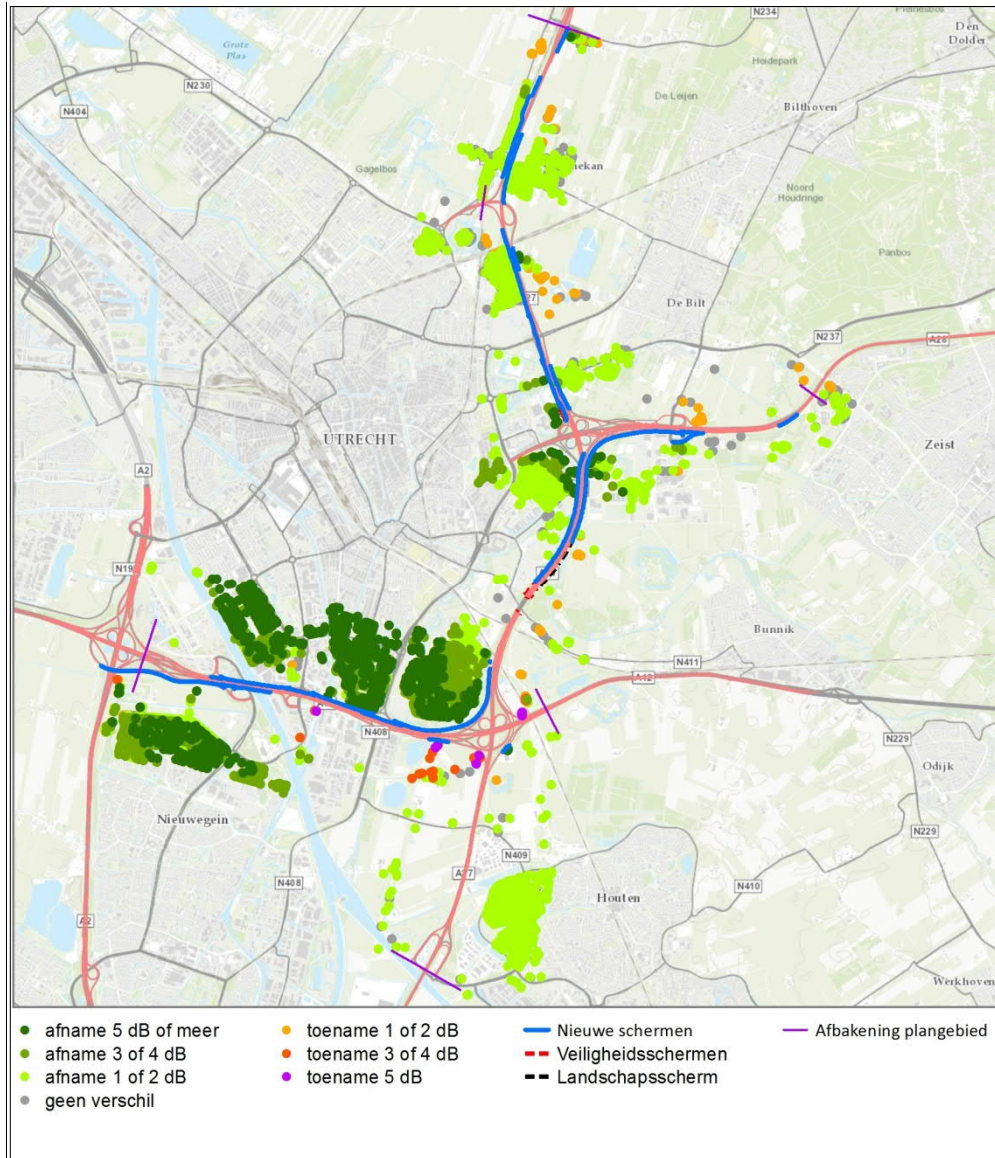 N234
Den
Dolder
Grote
Plas
Heidepark
N230
De Leijen
Bilthoven
N404
Gagelbos
nekan
Noord
Houdringe
Panbos
De Bilt
27
N237
A28
UTRECHT
Zeist
A2
N19
Bunnik
N411
A12
N408
N229
Odijk
Nieuwegein
N229
N409
A27
N408
Houten
N410
A2
Werkhoven
afname 5 dB of meer
afname 3 of 4 dB
afname 1 of 2 dB
geen verschil
toename 1 of 2 dB
toename 3 of 4 dB
toename 5 dB
Nieuwe schermen
Veiligheidsschermen
Landschapsscherm
Afbakening plangebied